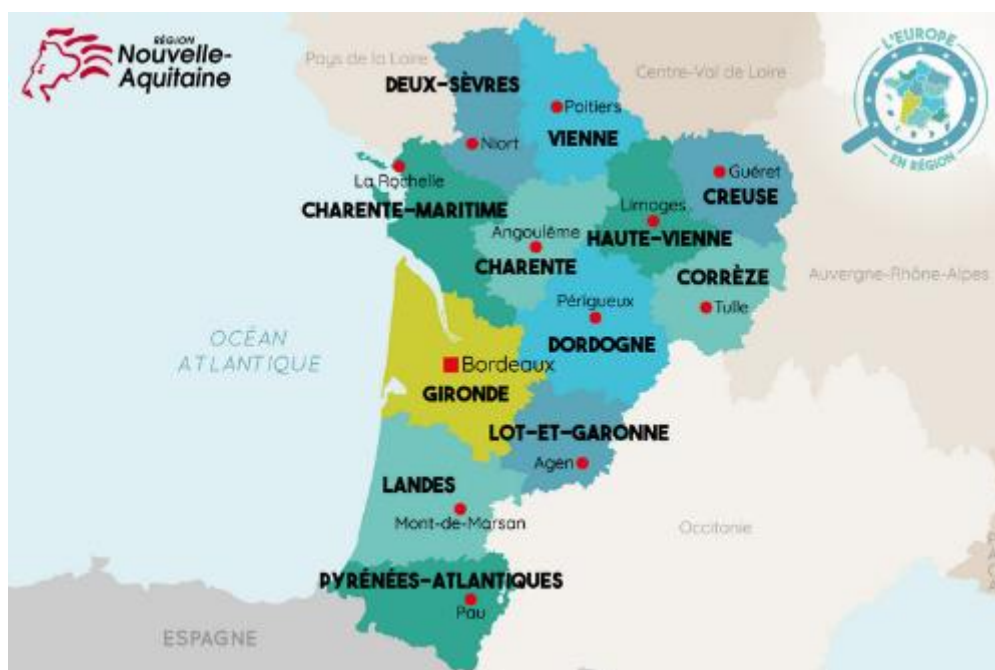 RÉGION
Nouvelle-
Aquitaine
Pays de la Loire
Centre-Val de Loire
L'EUROPE
EN RÉGION
DEUX-SÈVRES
Poitiers
VIENNE
Niort
La Rochelle
Guéret
CREUSE
CHARENTE-MARITIME
Limoges
HAUTE-VIENNE
Angoulême
CHARENTE
CORRÈZE
Auvergne-Rhône-Alpes
Tulle
Périgueux
DORDOGNE
OCÉAN
ATLANTIQUE
Bordeaux
GIRONDE
LOT-ET-GARONNE
Agen
LANDES
Mont-de-Marsan
Occitanie
PYRÉNÉES-ATLANTIQUES
Pau
ESPAGNE